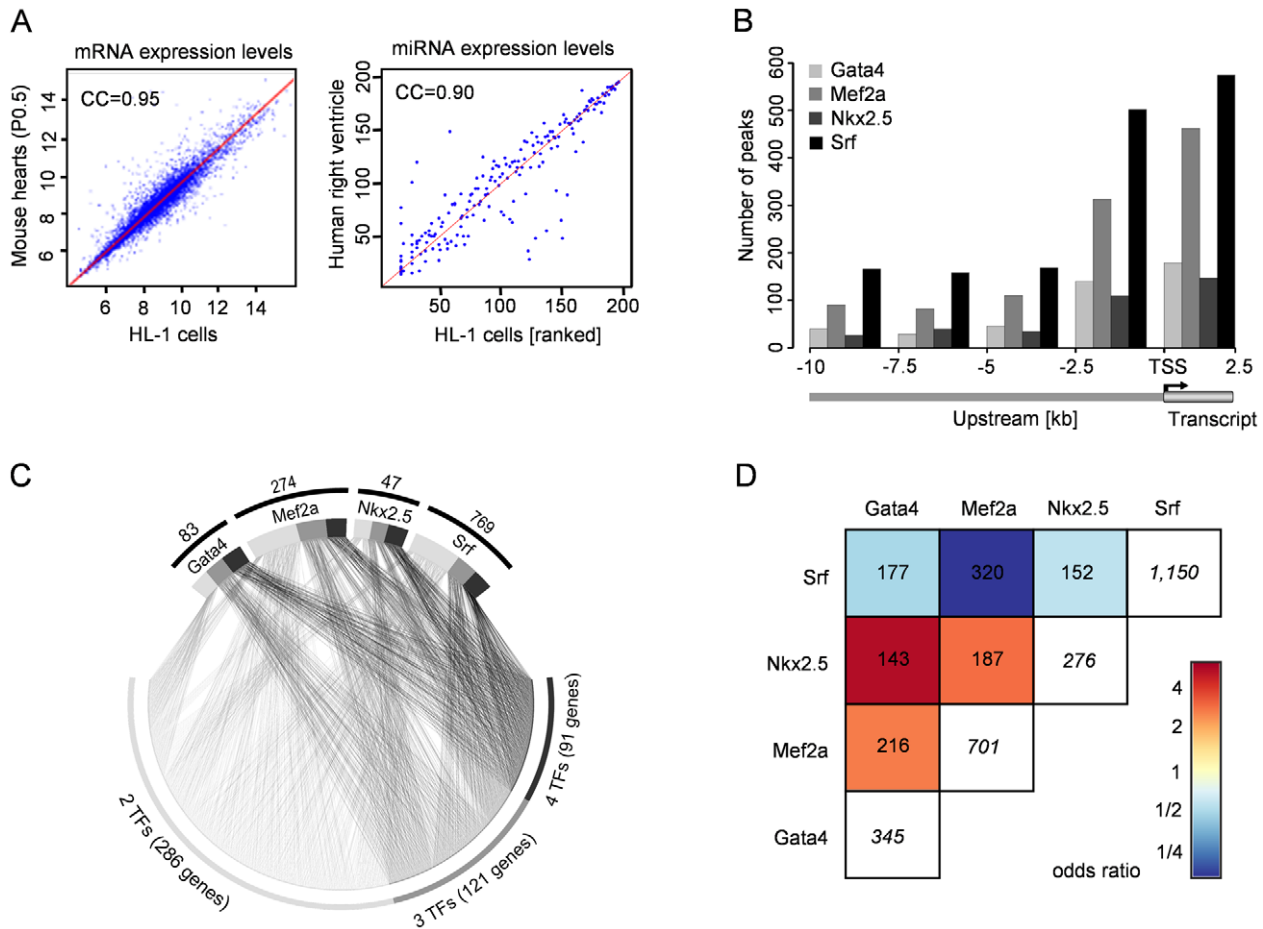 A
mRNA expression levels
CC=0.95
Mouse hearts (P0.5)
14
12
10
8
6
6 8 10 12 14
HL-1 cells
miRNA expression levels
CC=0.90
Human right ventricle
200
150
100
50
50 100 150 200
HL-1 cells [ranked]
B
Gata4
Mef2a
Nkx2.5
Srf
Number of peaks
600
500
400
300
200
100
0
-10 -7.5 -5 -2.5 TSS 2.5
Upstream [kb] Transcript
C
83
274
47
769
Gata4
Mef2a
Nkx2.5
Srf
2 TFs (286 genes)
3 TFs (121 genes)
4 TFs (91 genes)
D
Gata4 Mef2a Nkx2.5 Srf
Srf 177 320 152 1,150
Nkx2.5 143 187 276
Mef2a 216 701
Gata4 345
4
2
1
1/2
1/4
odds ratio